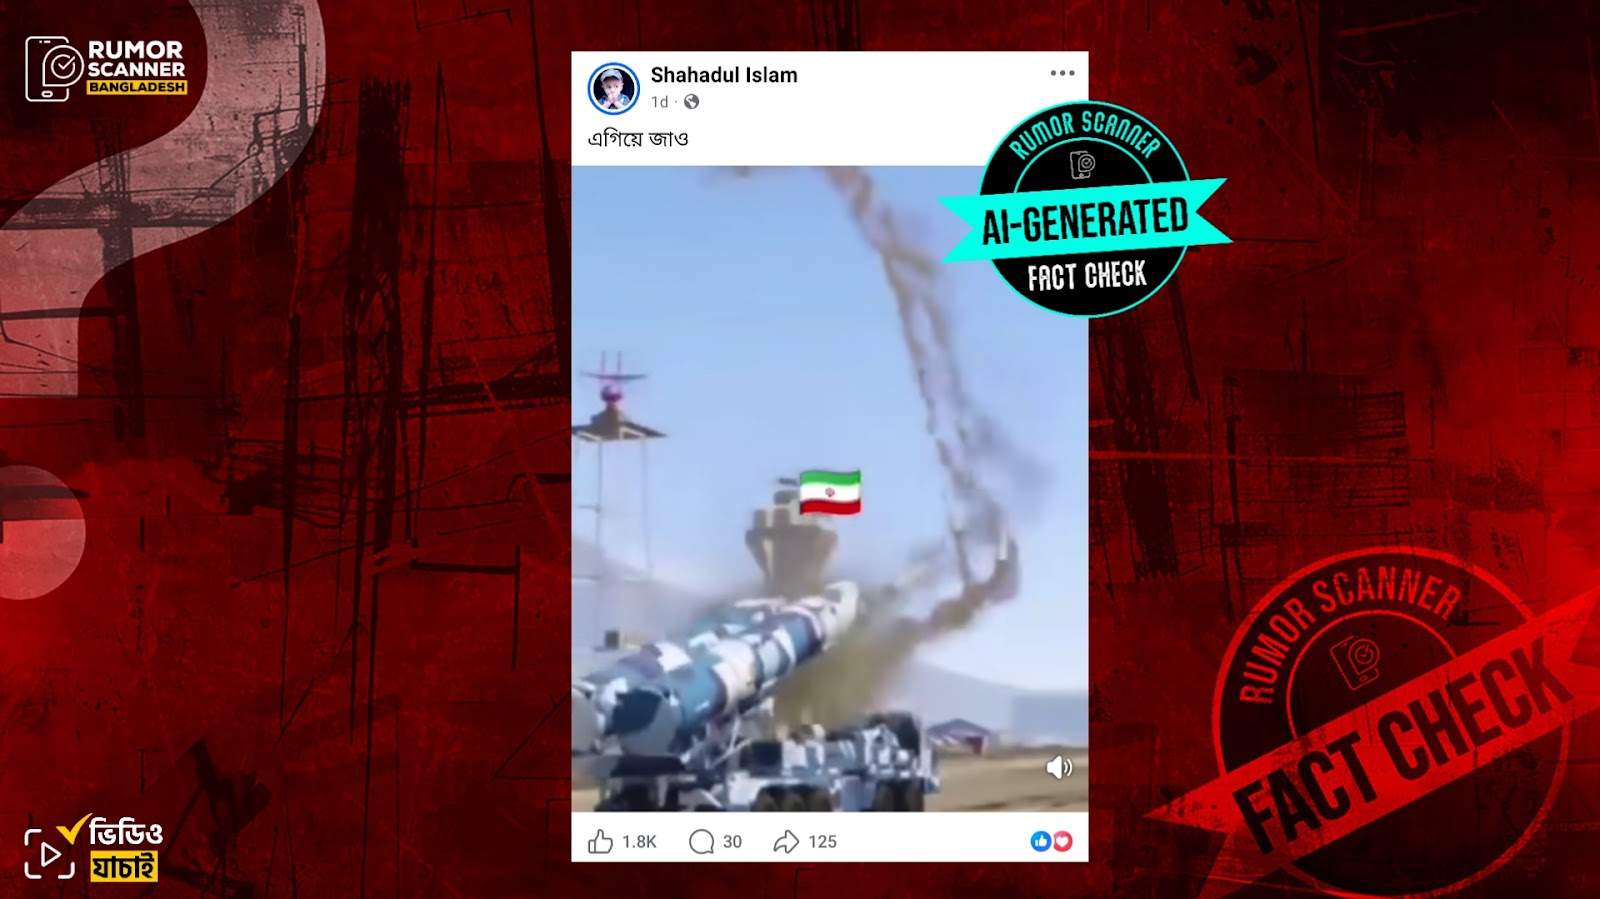 RUMOR
SCANNER
BANGLADESH
Shahadul Islam
1d
এগিয়ে জাও
RUMOR SCANNER
AI-GENERATED
FACT CHECK
1.8K
30
125
RUMOR SCANNER
FACT CHECK
ভিডিও
যাচাই